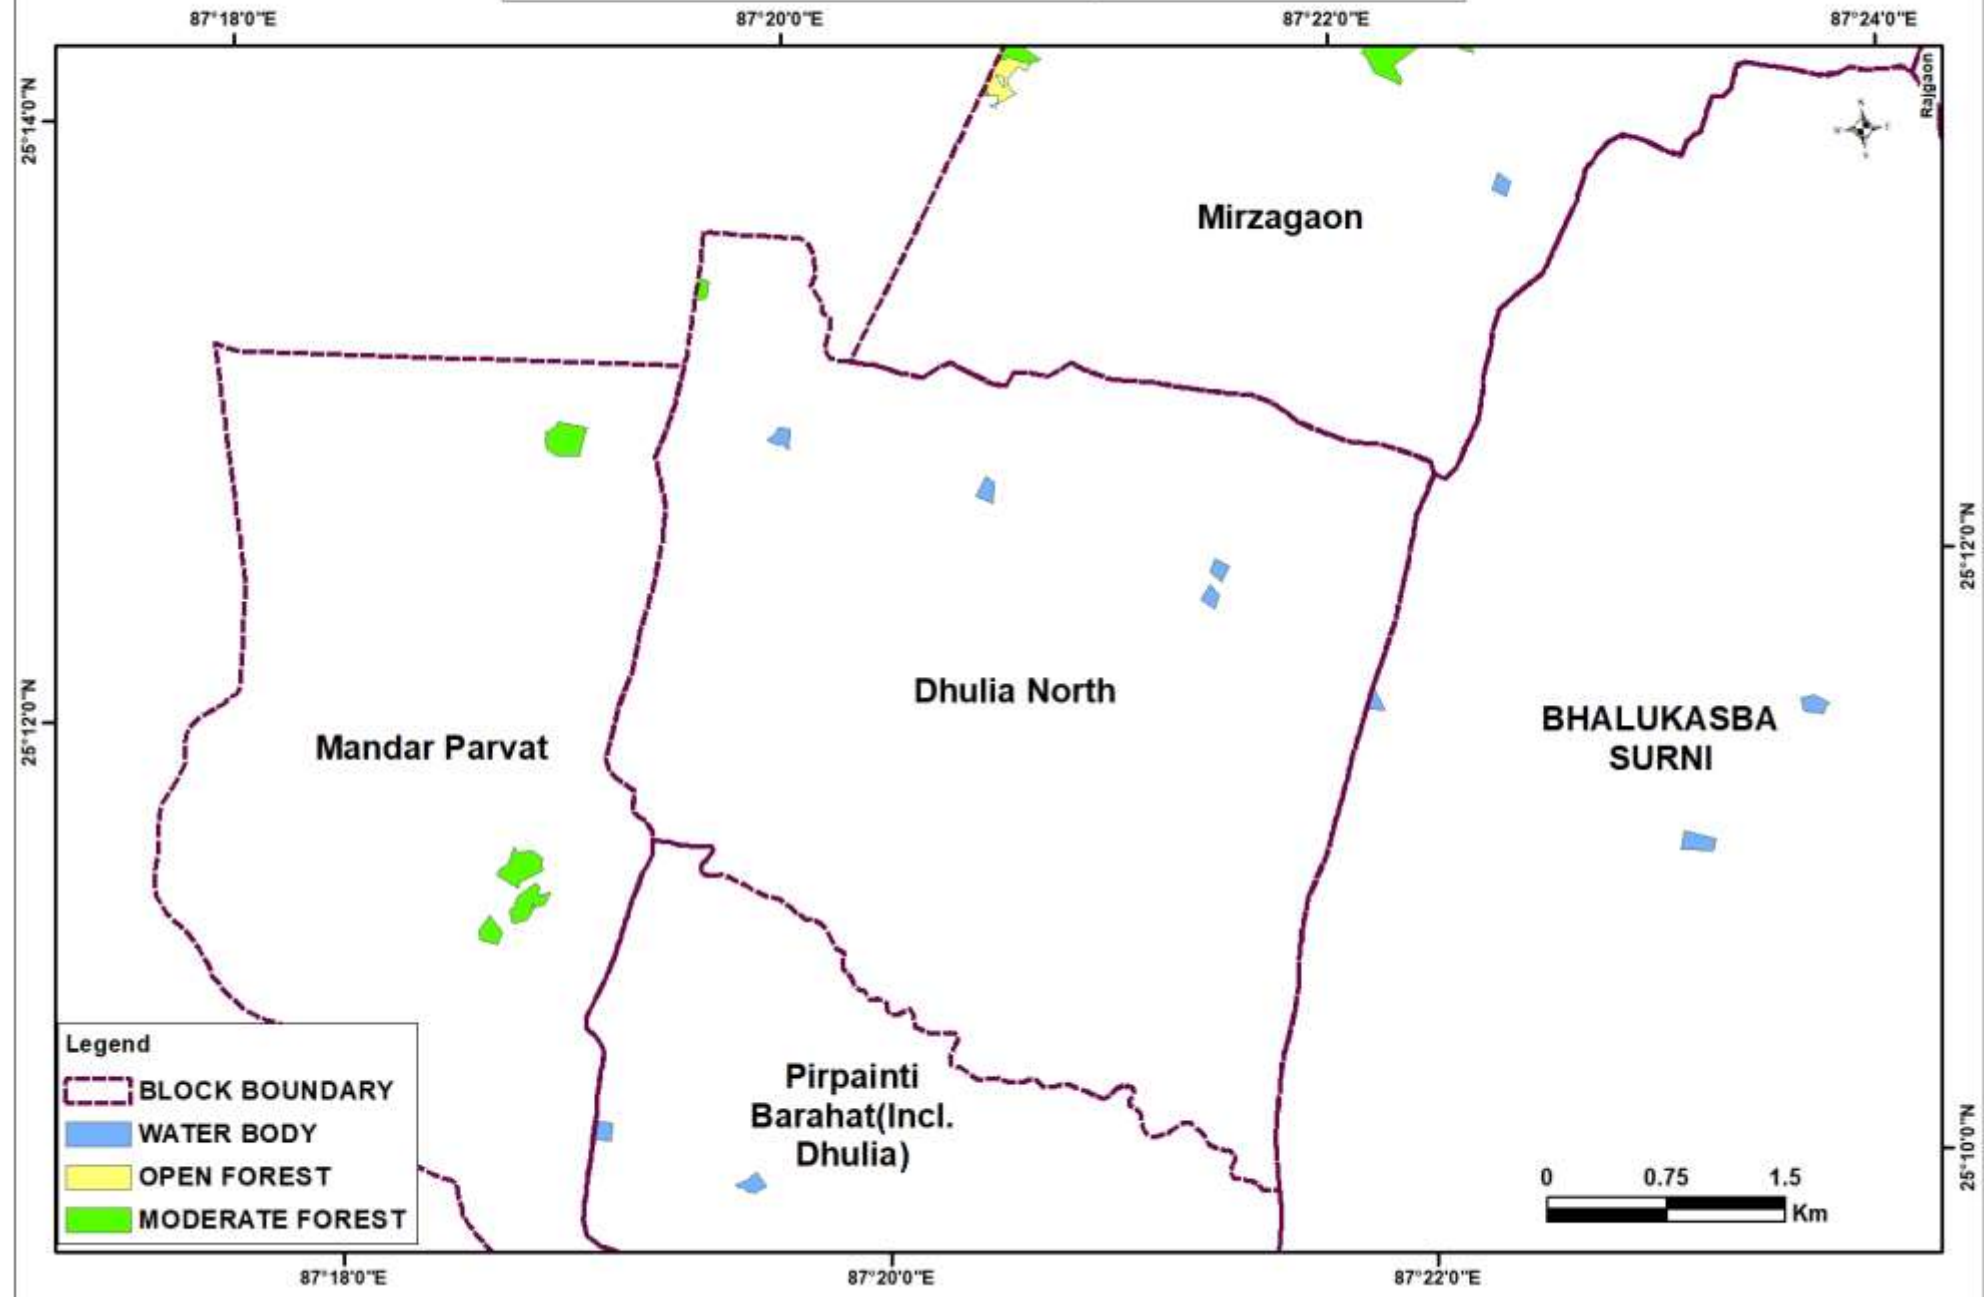 87°18'0"E
87°20'0"E
87°22'0"E
87°24'0"E
25°14'0"N
Rajgaon
Mirzagaon
25°12'0"N
Dhulia North
25°12'0"N
Mandar Parvat
BHALUKASBA
SURNI
Legend
BLOCK BOUNDARY
WATER BODY
OPEN FOREST
MODERATE FOREST
Pirpainti
Barahat(Incl.
Dhulia)
25°10'0"N
0 0.75 1.5
Km
87°18'0"E
87°20'0"E
87°22'0"E